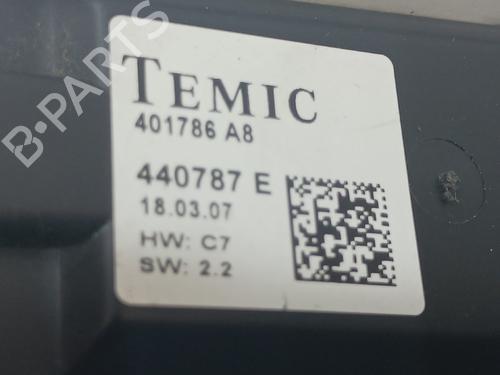 B-PARTS
TEMIC
401786 A8
440787 E
18.03.07
HW: C7
SW: 2.2